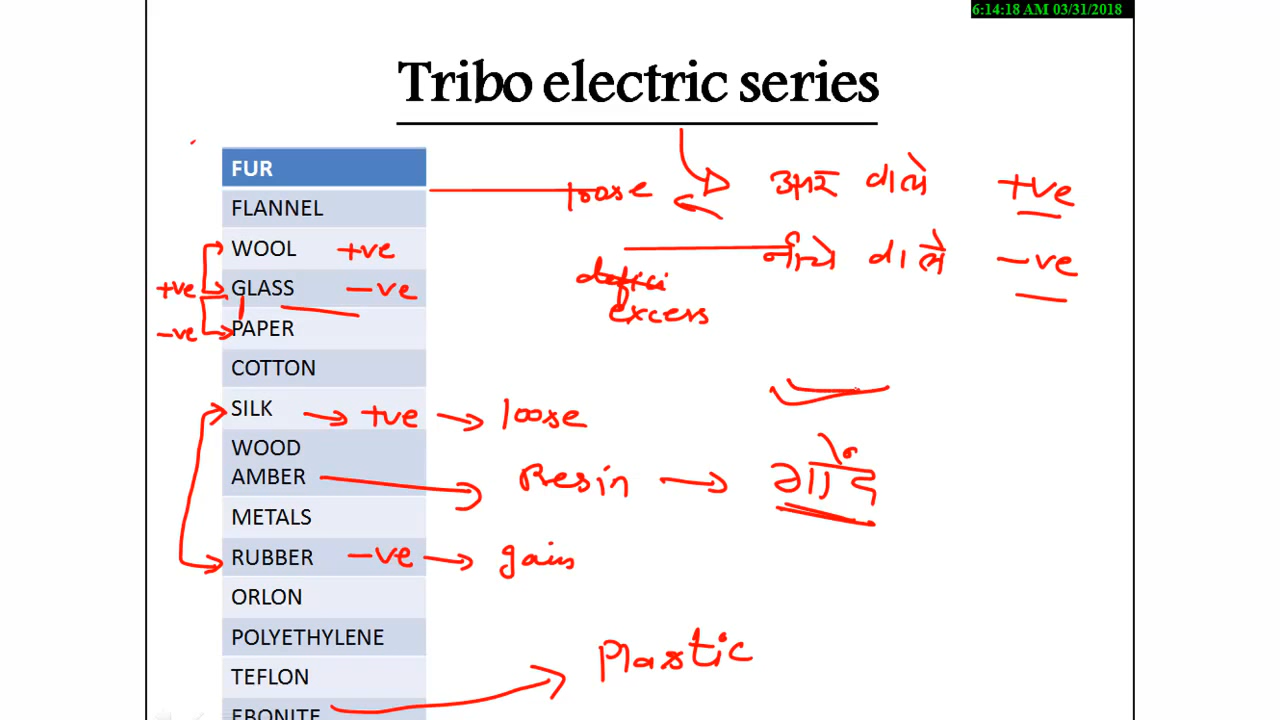 6:14:18 AM 03/31/2018
Tribo electric series
FUR
loose ऊपर वाले +ve
FLANNEL
WOOL +ve
नीचे वाले -ve
+ve GLASS -ve
excess
-ve PAPER
COTTON
SILK → +ve → loose
WOOD
AMBER → Resin → गोंद
METALS
RUBBER -ve → gain
ORLON
POLYETHYLENE
TEFLON
EBONITE → Plastic